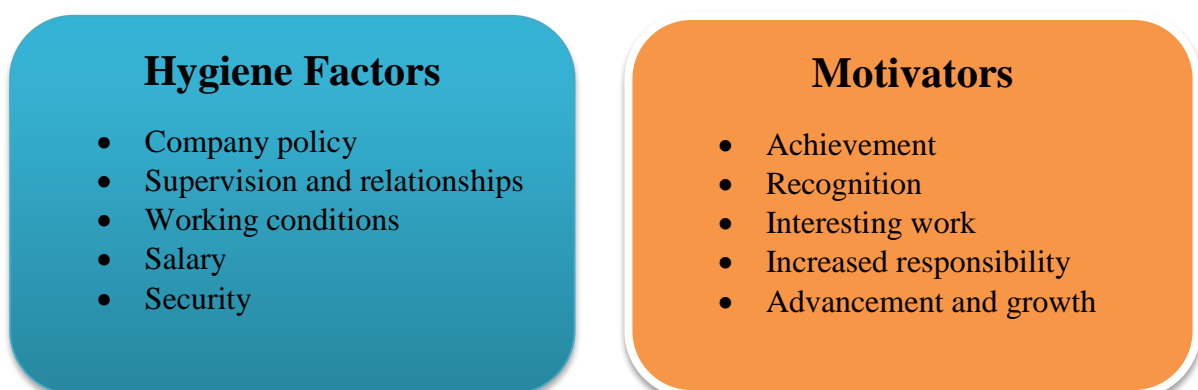 Hygiene Factors
• Company policy
• Supervision and relationships
• Working conditions
• Salary
• Security
Motivators
• Achievement
• Recognition
• Interesting work
• Increased responsibility
• Advancement and growth